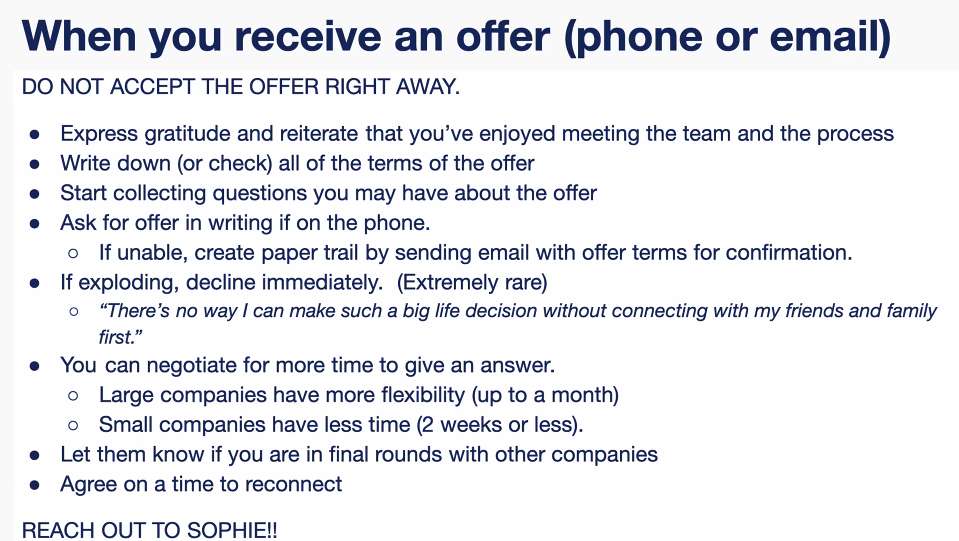 When you receive an offer (phone or email)
DO NOT ACCEPT THE OFFER RIGHT AWAY.
● Express gratitude and reiterate that you’ve enjoyed meeting the team and the process
● Write down (or check) all of the terms of the offer
● Start collecting questions you may have about the offer
● Ask for offer in writing if on the phone.
○ If unable, create paper trail by sending email with offer terms for confirmation.
● If exploding, decline immediately.  (Extremely rare)
○ “There’s no way I can make such a big life decision without connecting with my friends and family
first.”
● You can negotiate for more time to give an answer.
○ Large companies have more flexibility (up to a month)
○ Small companies have less time (2 weeks or less).
● Let them know if you are in final rounds with other companies
● Agree on a time to reconnect
REACH OUT TO SOPHIE!!